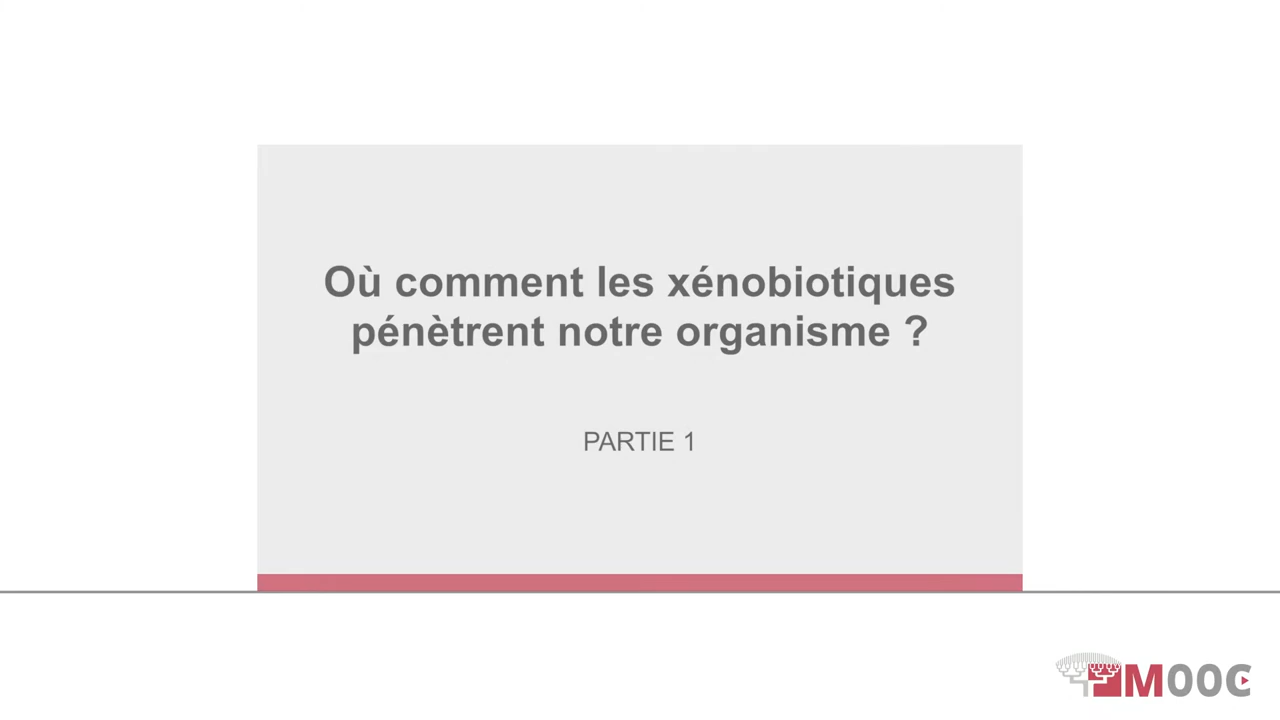 Où comment les xénobiotiques
pénètrent notre organisme ?
PARTIE 1
MOOC